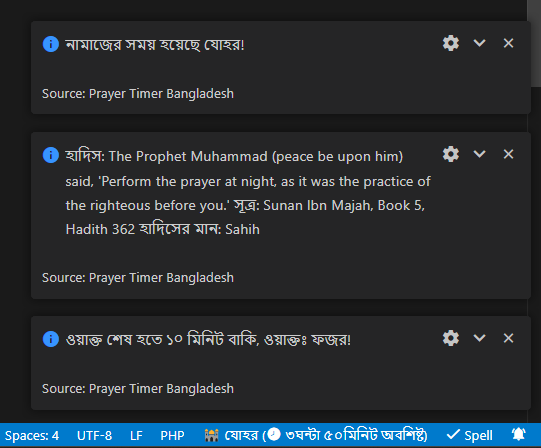 নামাজের সময় হয়েছে যোহর!
Source: Prayer Timer Bangladesh
হাদিস: The Prophet Muhammad (peace be upon him)
said, 'Perform the prayer at night, as it was the practice of
the righteous before you.' সূত্র: Sunan Ibn Majah, Book 5,
Hadith 362 হাদিসের মান: Sahih
Source: Prayer Timer Bangladesh
ওয়াক্ত শেষ হতে ১০ মিনিট বাকি, ওয়াক্তঃ ফজর!
Source: Prayer Timer Bangladesh
Spaces: 4 UTF-8 LF PHP 🕌 যোহর (🕗 ৩ঘন্টা ৫০মিনিট অবশিষ্ট) Spell